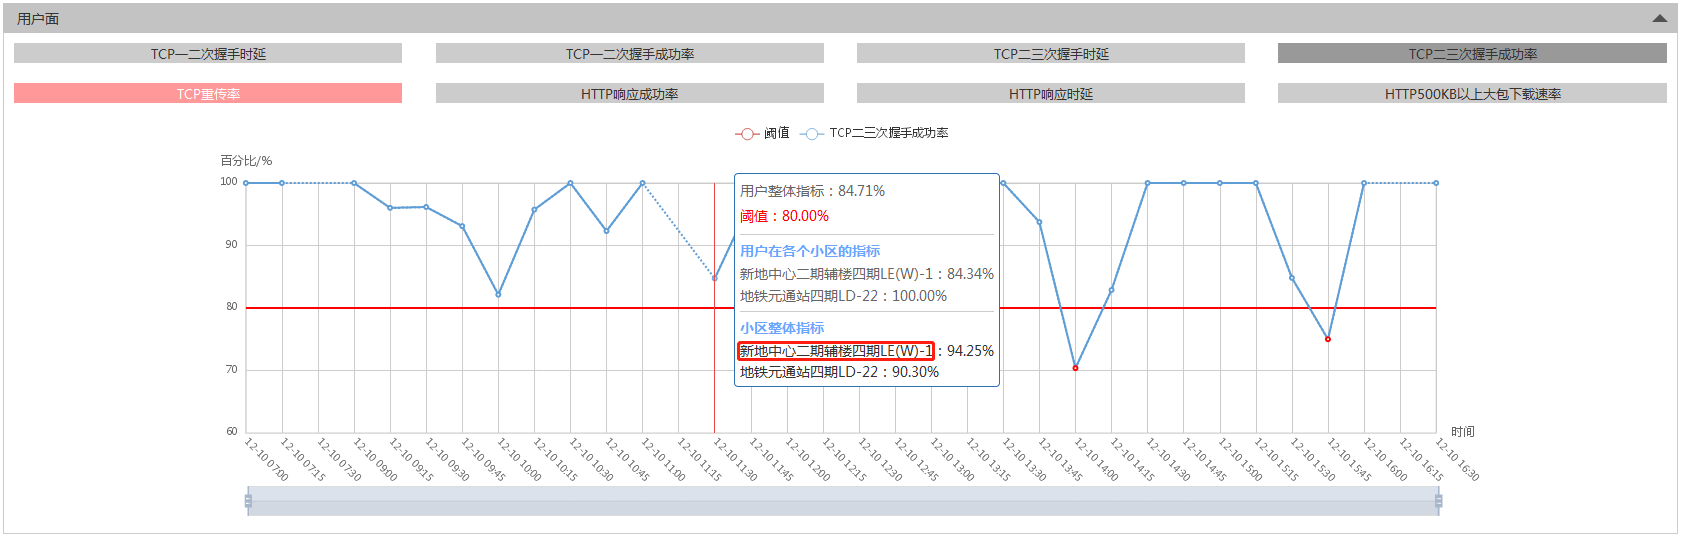 用户面
TCP一二次握手时延
TCP一二次握手成功率
TCP二三次握手时延
TCP二三次握手成功率
TCP重传率
HTTP响应成功率
HTTP响应时延
HTTP500KB以上大包下载速率
阈值
TCP二三次握手成功率
百分比/%
100
90
80
70
60
用户整体指标：84.71%
阈值：80.00%
用户在各个小区的指标
新地中心二期辅楼四期LE(W)-1：84.34%
地铁元通站四期LD-22：100.00%
小区整体指标
新地中心二期辅楼四期LE(W)-1：94.25%
地铁元通站四期LD-22：90.30%
时间
12-10 07:00
12-10 07:15
12-10 07:30
12-10 09:00
12-10 09:15
12-10 09:30
12-10 09:45
12-10 10:00
12-10 10:15
12-10 10:30
12-10 10:45
12-10 11:00
12-10 11:15
12-10 11:30
12-10 11:45
12-10 12:00
12-10 12:15
12-10 12:30
12-10 12:45
12-10 13:00
12-10 13:15
12-10 13:30
12-10 13:45
12-10 14:00
12-10 14:15
12-10 14:30
12-10 14:45
12-10 15:00
12-10 15:15
12-10 15:30
12-10 15:45
12-10 16:00
12-10 16:15
12-10 16:30